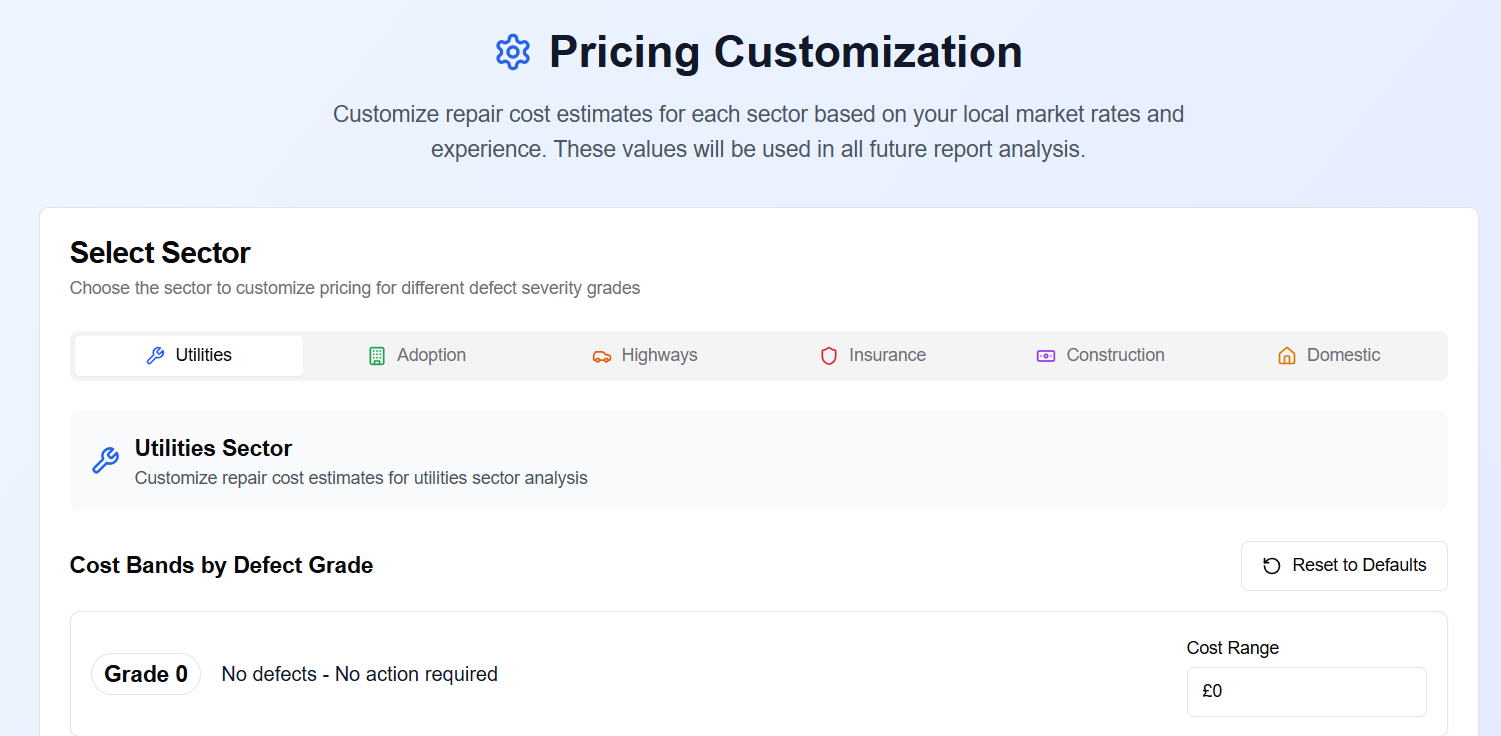 Pricing Customization
Customize repair cost estimates for each sector based on your local market rates and
experience. These values will be used in all future report analysis.
Select Sector
Choose the sector to customize pricing for different defect severity grades
Utilities
Adoption
Highways
Insurance
Construction
Domestic
Utilities Sector
Customize repair cost estimates for utilities sector analysis
Cost Bands by Defect Grade
Reset to Defaults
Grade 0
No defects - No action required
Cost Range
£0